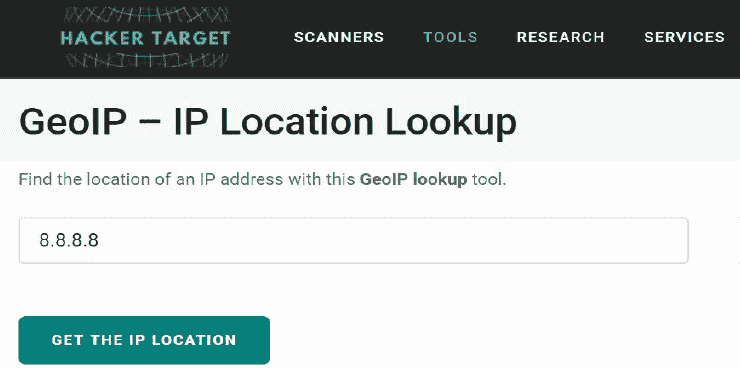 HACKER TARGET
SCANNERS TOOLS RESEARCH SERVICES
GeoIP – IP Location Lookup
Find the location of an IP address with this GeoIP lookup tool.
8.8.8.8
GET THE IP LOCATION